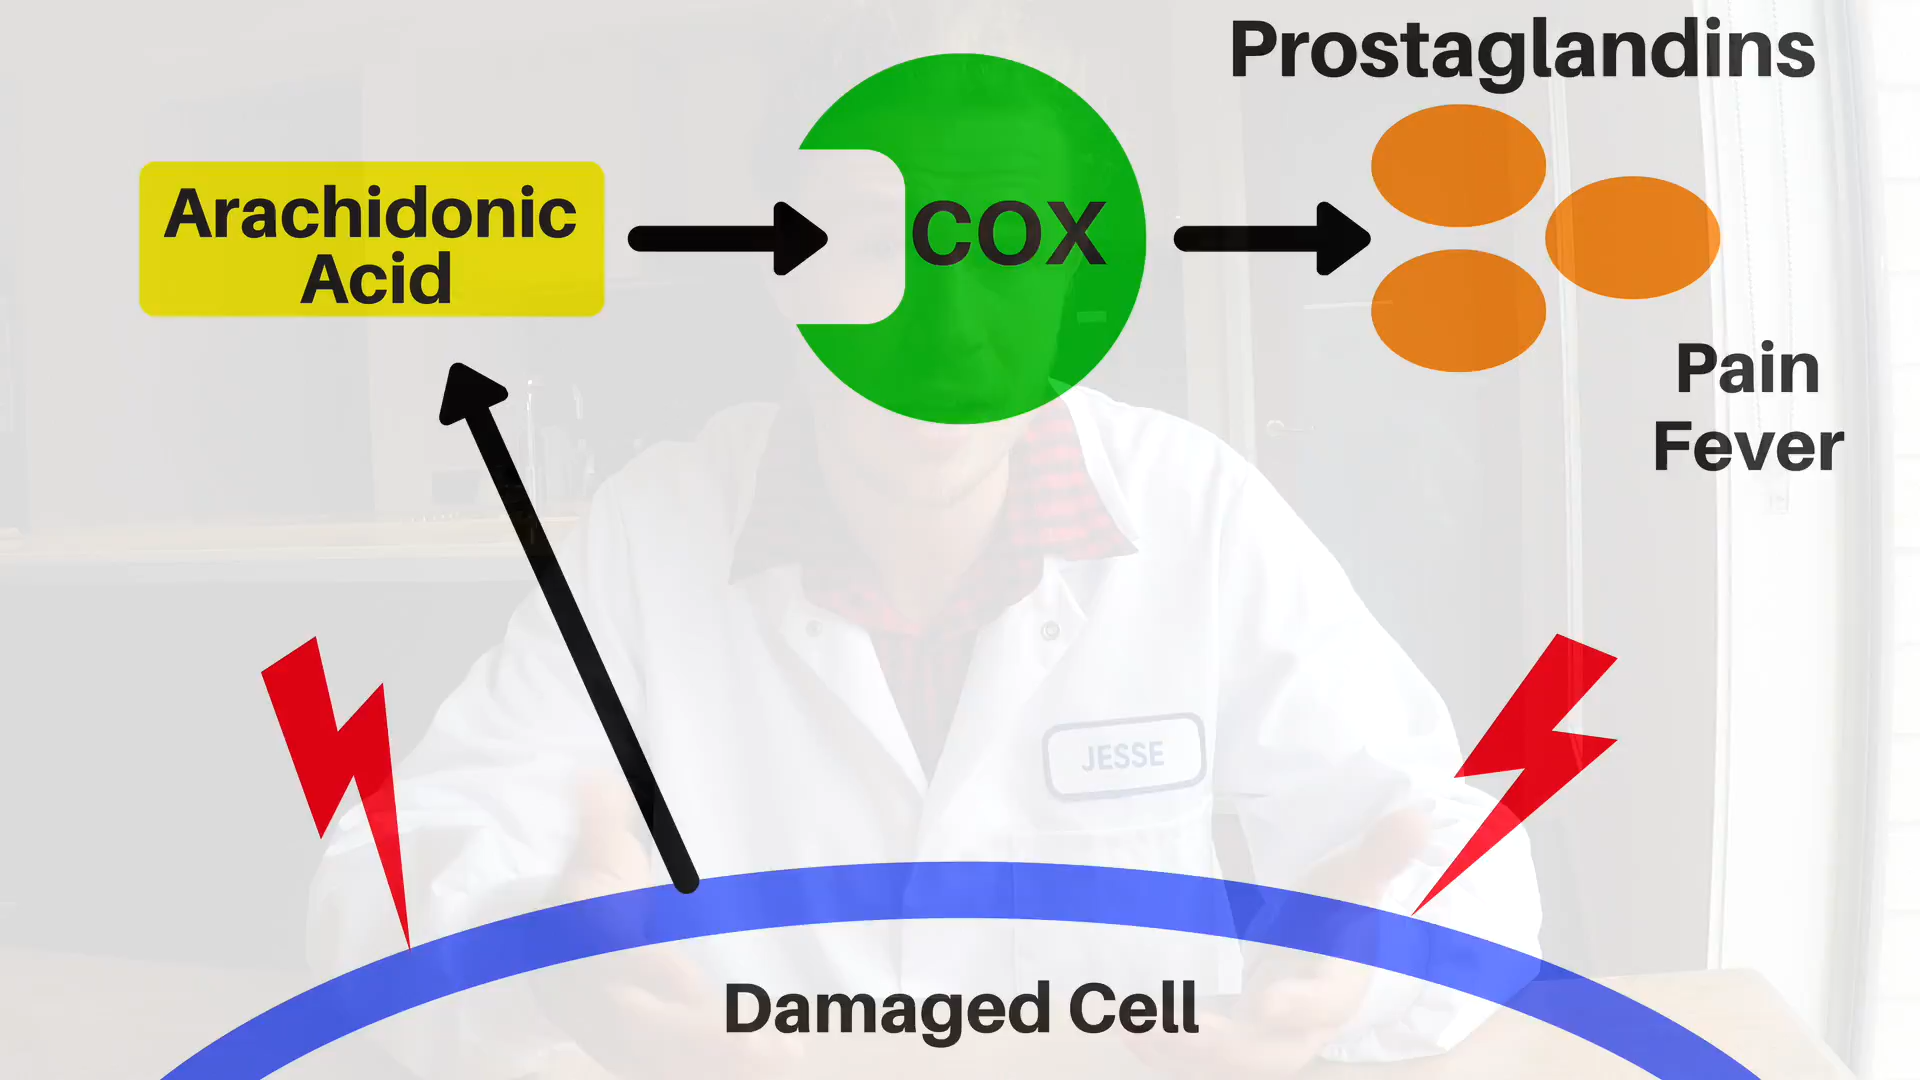 Prostaglandins
Arachidonic
Acid
COX
Pain
Fever
JESSE
Damaged Cell